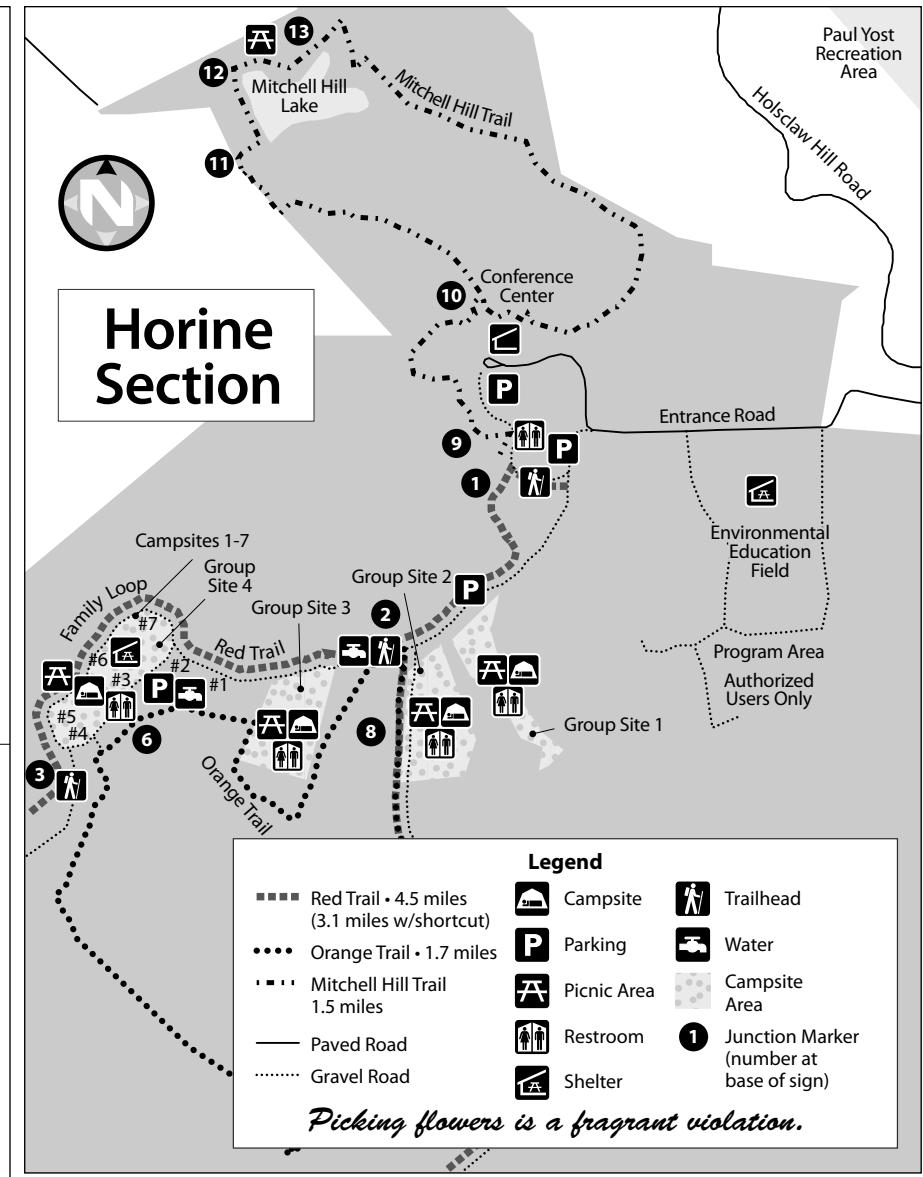 13
Paul Yost
Recreation
Area
12
Mitchell Hill
Lake
Mitchell Hill Trail
Holsclaw Hill Road
11
N
Conference
Center
10
Horine
Section
P
Entrance Road
9
P
1
Environmental
Education
Field
Campsites 1-7
Group
Site 4
Group Site 3
Group Site 2
P
2
Family Loop
#7
Red Trail
#6
#2
#3
P
#1
Program Area
Authorized
Users Only
Group Site 1
#5
#4
6
8
Orange Trail
3
Legend
Red Trail • 4.5 miles
(3.1 miles w/shortcut)
Orange Trail • 1.7 miles
Mitchell Hill Trail
1.5 miles
Paved Road
Gravel Road
Campsite
P Parking
Picnic Area
Restroom
Shelter
Trailhead
Water
Campsite
Area
1 Junction Marker
(number at
base of sign)
Picking flowers is a fragrant violation.